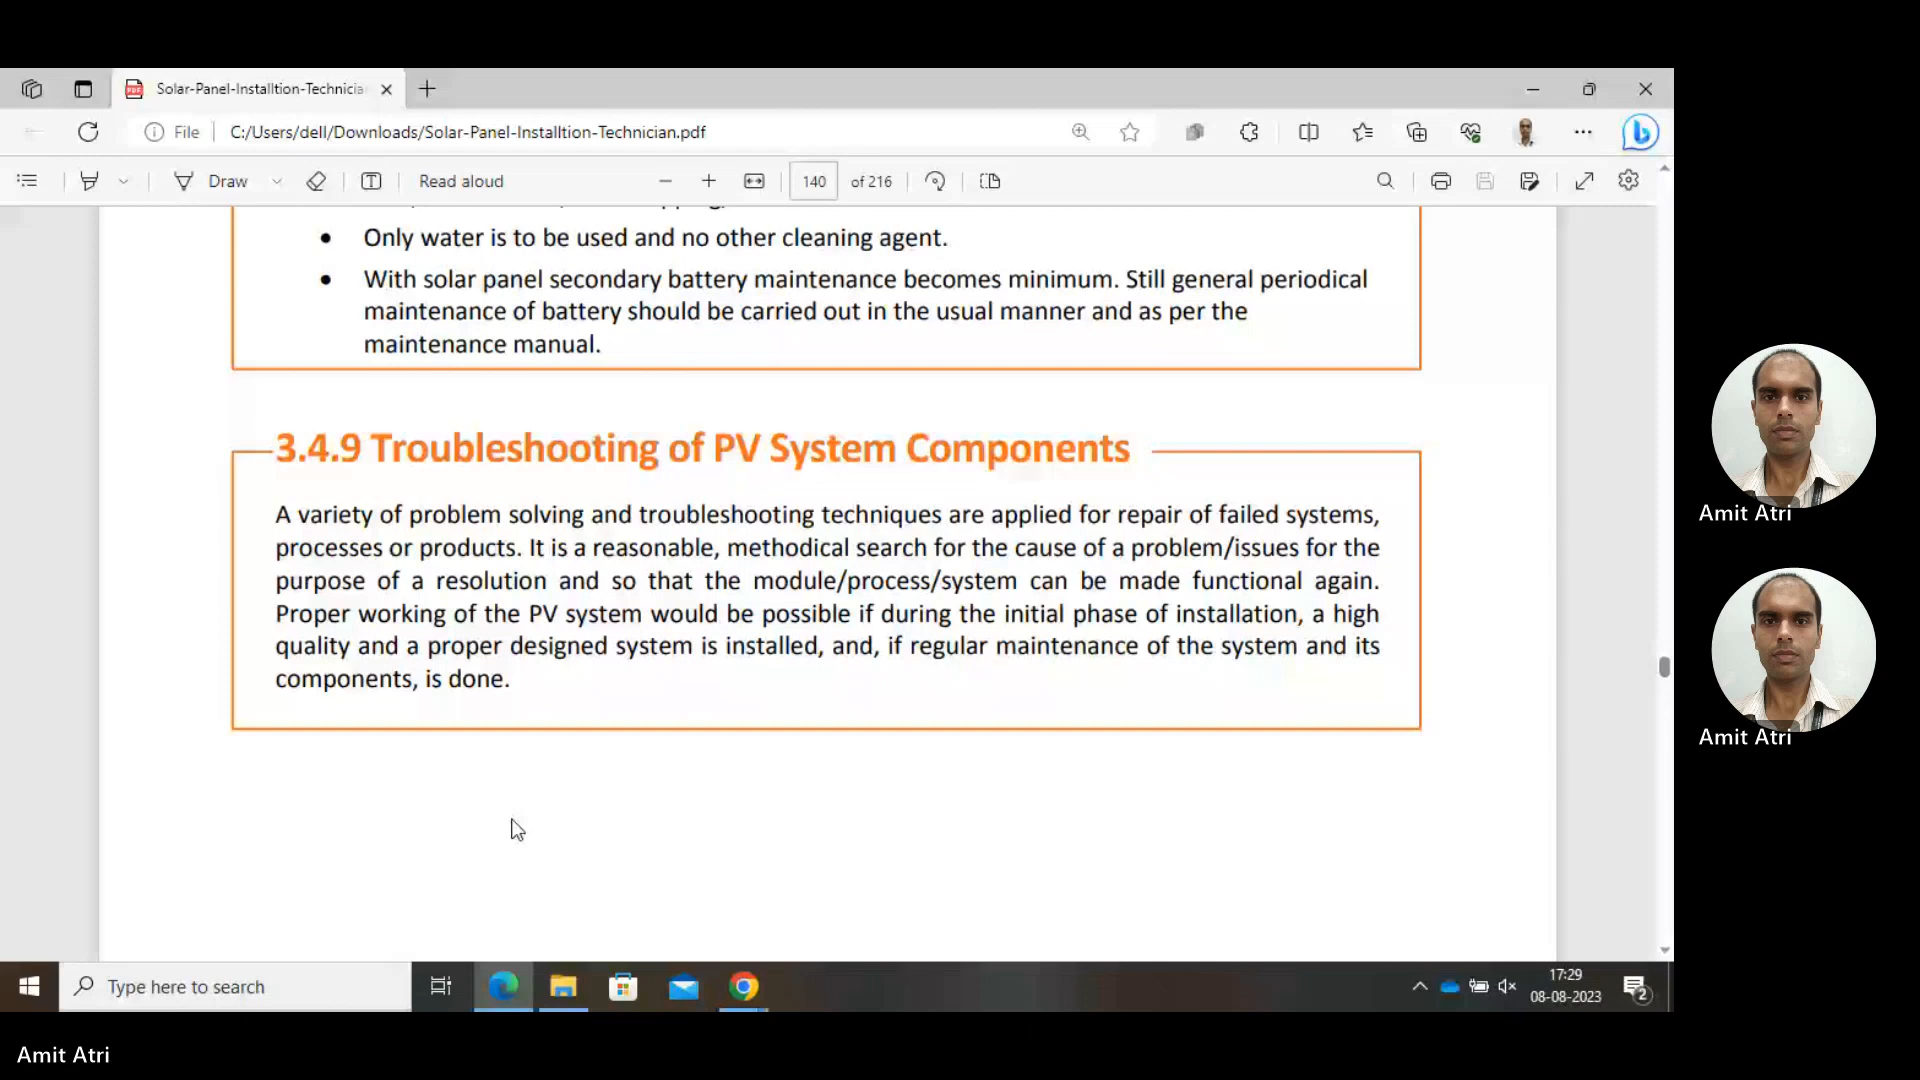 Solar-Panel-Installtion-Technicia
File
C:/Users/dell/Downloads/Solar-Panel-Installtion-Technician.pdf
Draw
Read aloud
140
of 216
• Only water is to be used and no other cleaning agent.
• With solar panel secondary battery maintenance becomes minimum. Still general periodical
maintenance of battery should be carried out in the usual manner and as per the
maintenance manual.
3.4.9 Troubleshooting of PV System Components
A variety of problem solving and troubleshooting techniques are applied for repair of failed systems,
processes or products. It is a reasonable, methodical search for the cause of a problem/issues for the
purpose of a resolution and so that the module/process/system can be made functional again.
Proper working of the PV system would be possible if during the initial phase of installation, a high
quality and a proper designed system is installed, and, if regular maintenance of the system and its
components, is done.
Amit Atri
Amit Atri
Type here to search
17:29
08-08-2023
2
Amit Atri